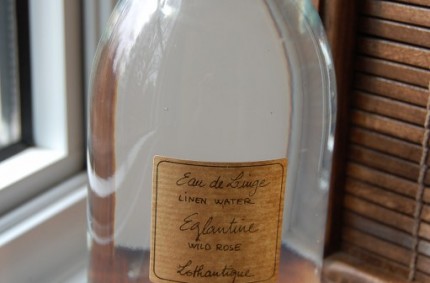 Eau de Linge
LINEN WATER
Eglantine
WILD ROSE
Lothantique